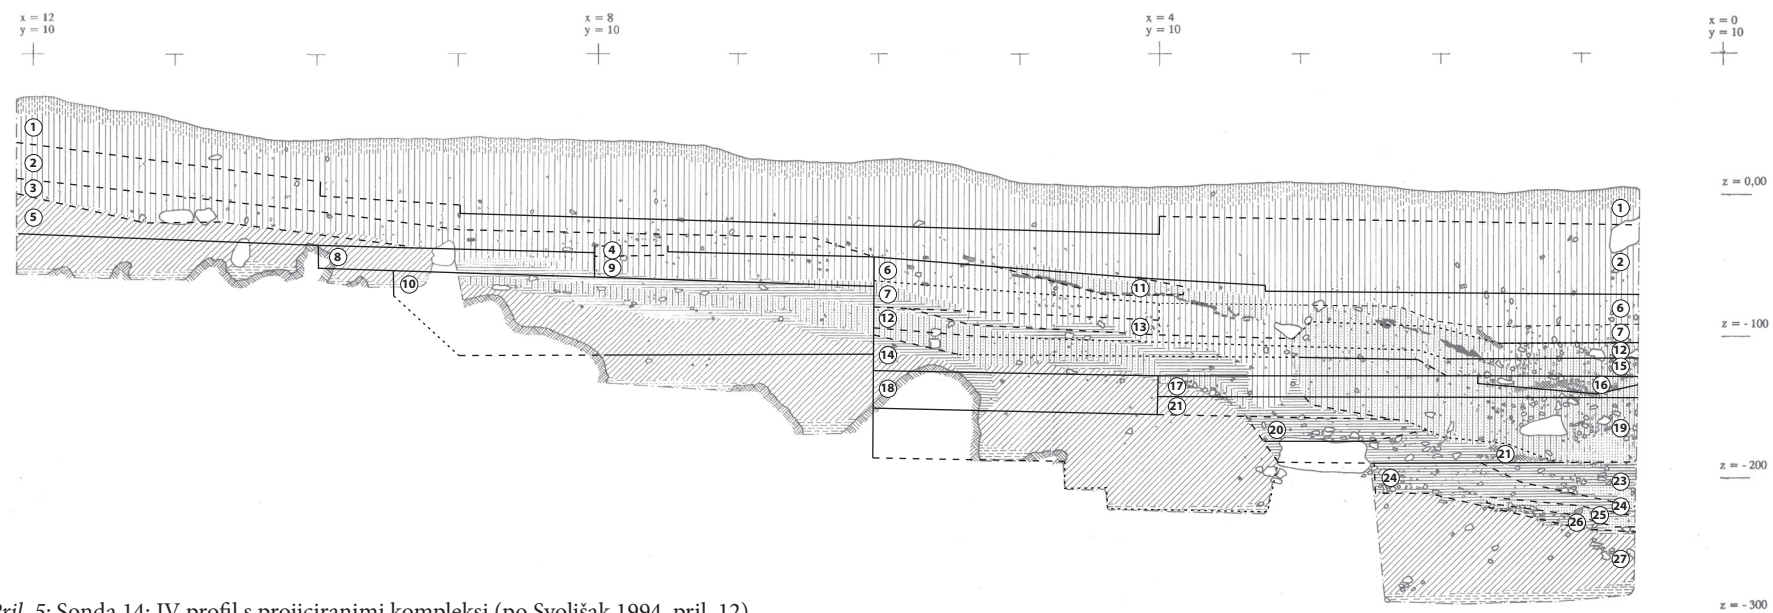 x = 12
y = 10
x = 8
y = 10
x = 4
y = 10
x = 0
y = 10
1
2
3
5
8
10
4
9
6
7
12
14
18
11
13
17
21
20
24
21
z = 0,00
1
2
6
z = - 100
7
12
15
16
19
z = - 200
23
24
25
26
27
z = - 300
Pril. 5: Sonda 14: JV profil s projiciranimi kompleksi (po Svoljšak 1994, pril. 12)